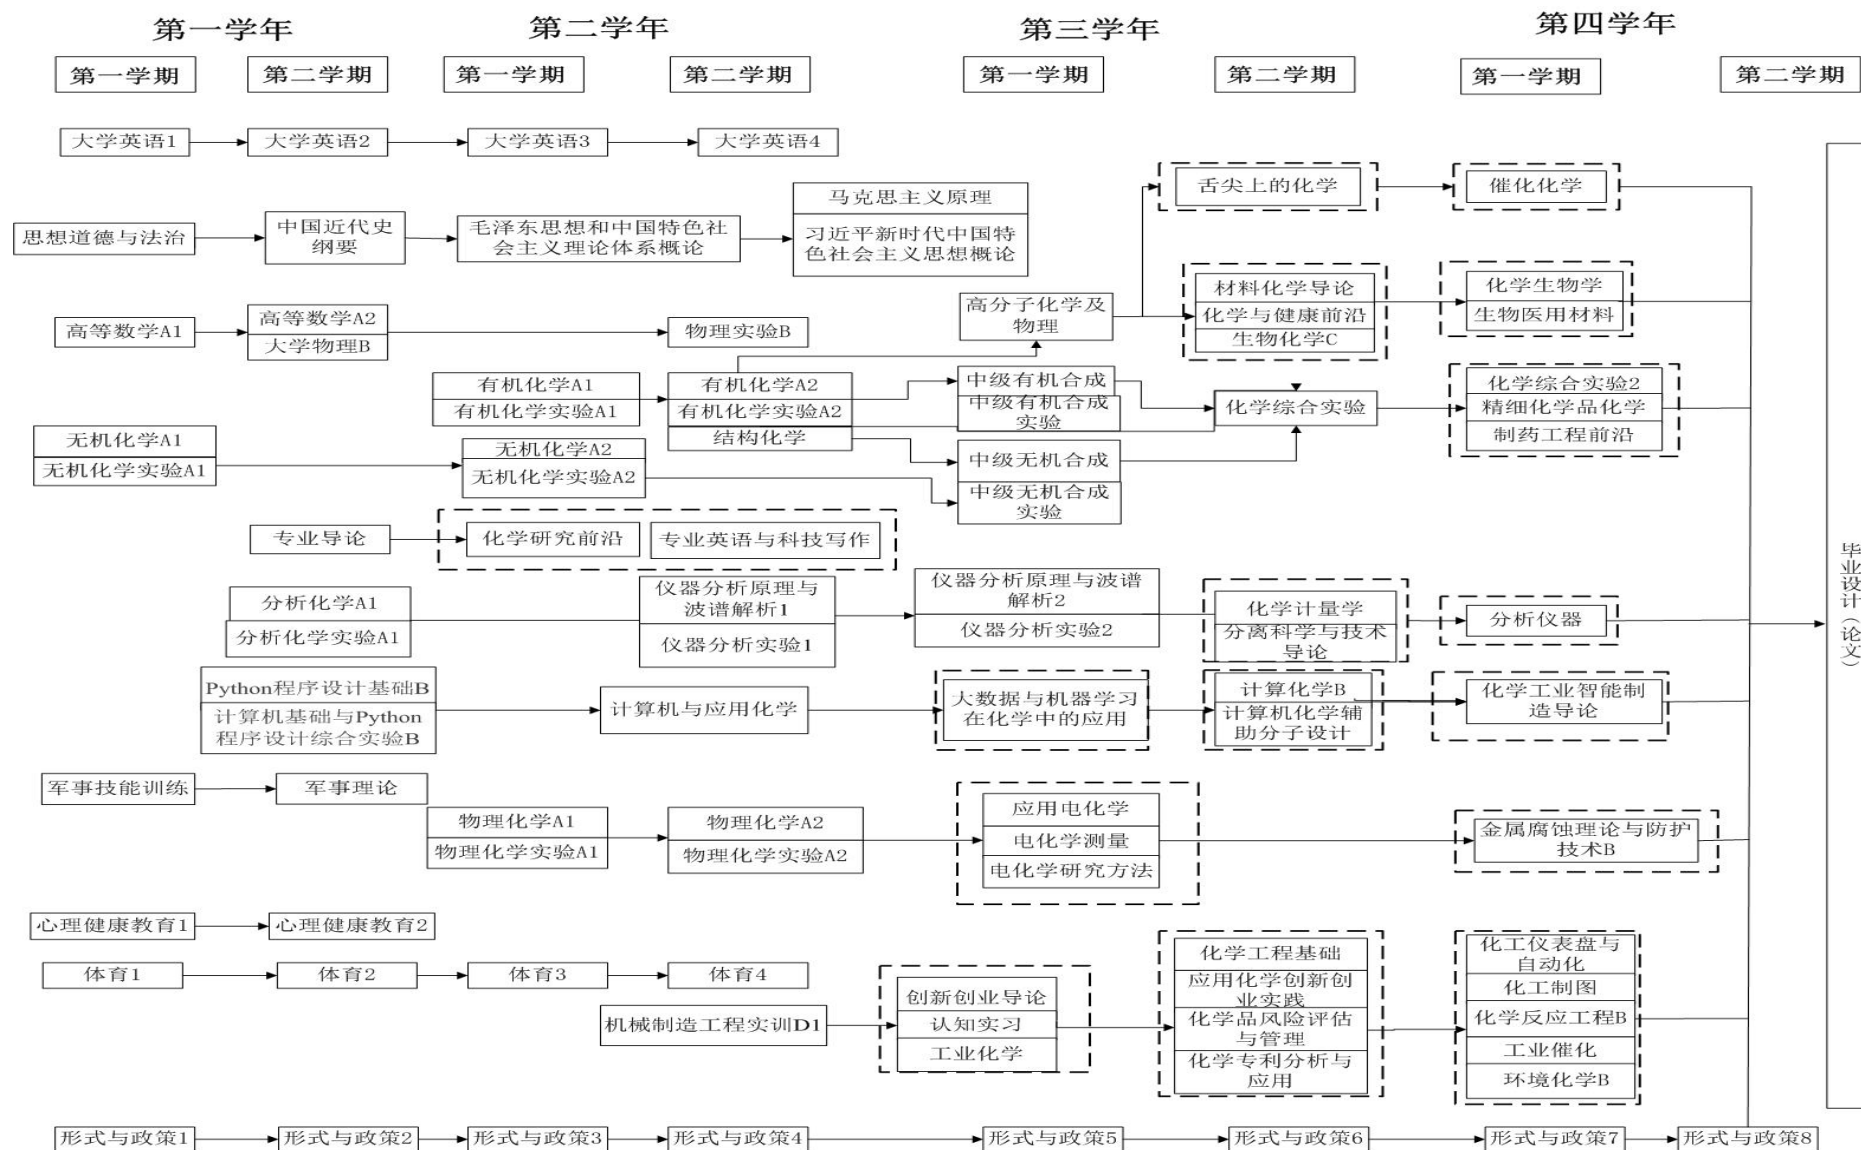 第一学年
第二学年
第三学年
第四学年
第一学期
第二学期
第一学期
第二学期
第一学期
第二学期
第一学期
第二学期
大学英语1
大学英语2
大学英语3
大学英语4
思想道德与法治
中国近代史
纲要
毛泽东思想和中国特色社
会主义理论体系概论
马克思主义原理
习近平新时代中国特
色社会主义思想概论
舌尖上的化学
催化化学
高等数学A1
高等数学A2
大学物理B
物理实验B
高分子化学及
物理
材料化学导论
化学与健康前沿
生物化学C
化学生物学
生物医用材料
有机化学A1
有机化学实验A1
有机化学A2
有机化学实验A2
结构化学
中级有机合成
中级有机合成
实验
化学综合实验
化学综合实验2
精细化学品化学
制药工程前沿
无机化学A1
无机化学实验A1
无机化学A2
无机化学实验A2
中级无机合成
中级无机合成
实验
专业导论
化学研究前沿
专业英语与科技写作
分析化学A1
分析化学实验A1
仪器分析原理与
波谱解析1
仪器分析实验1
仪器分析原理与波谱
解析2
仪器分析实验2
化学计量学
分离科学与技术
导论
分析仪器
毕业设计（论文）
Python程序设计基础B
计算机基础与Python
程序设计综合实验B
计算机与应用化学
大数据与机器学习
在化学中的应用
计算化学B
计算机化学辅
助分子设计
化学工业智能制
造导论
军事技能训练
军事理论
物理化学A1
物理化学实验A1
物理化学A2
物理化学实验A2
应用电化学
电化学测量
电化学研究方法
金属腐蚀理论与防护
技术B
心理健康教育1
心理健康教育2
体育1
体育2
体育3
体育4
机械制造工程实训D1
创新创业导论
认知实习
工业化学
化学工程基础
应用化学创新创
业实践
化学品风险评估
与管理
化学专利分析与
应用
化工仪表盘与
自动化
化工制图
化学反应工程B
工业催化
环境化学B
形式与政策1
形式与政策2
形式与政策3
形式与政策4
形式与政策5
形式与政策6
形式与政策7
形式与政策8